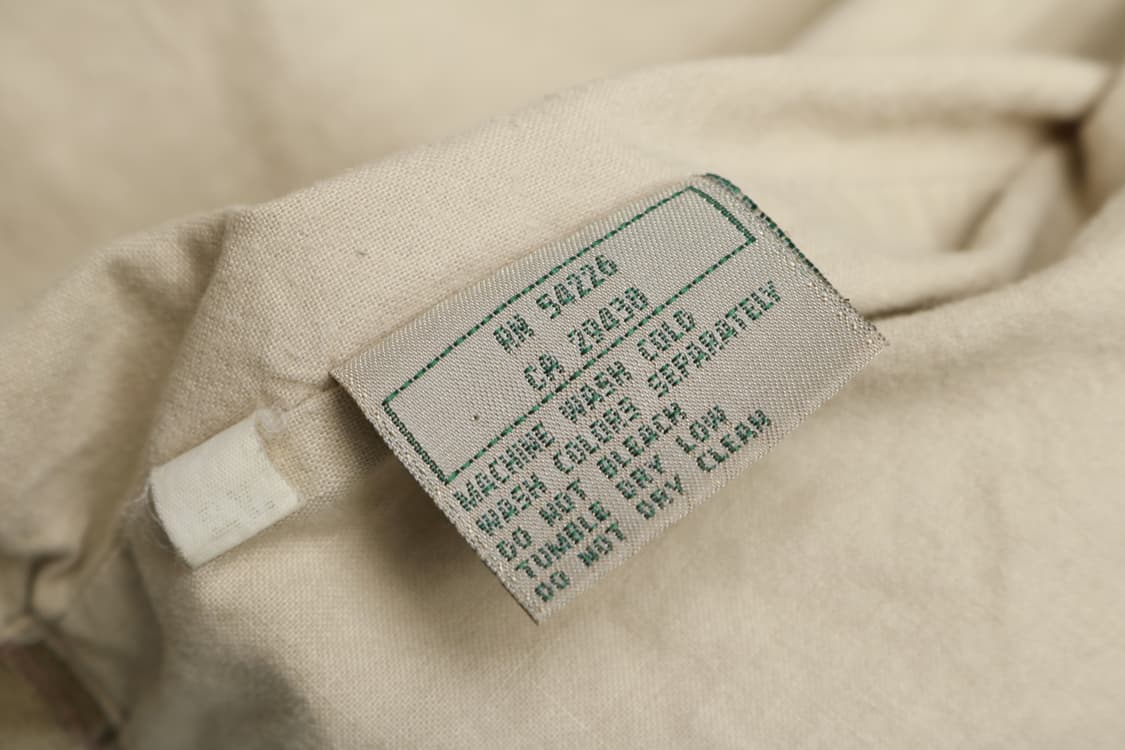 RN 54226
CA 20430
MACHINE WASH COLD
WASH COLORS SEPARATELY
DO NOT BLEACH
TUMBLE DRY LOW
DO NOT DRY CLEAN